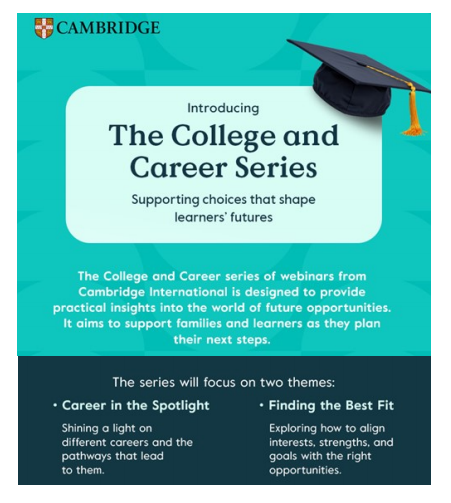 CAMBRIDGE
Introducing
The College and
Career Series
Supporting choices that shape
learners' futures
The College and Career series of webinars from
Cambridge International is designed to provide
practical insights into the world of future opportunities.
It aims to support families and learners as they plan
their next steps.
The series will focus on two themes:
• Career in the Spotlight
Shining a light on
different careers and the
pathways that lead
to them.
• Finding the Best Fit
Exploring how to align
interests, strengths, and
goals with the right
opportunities.